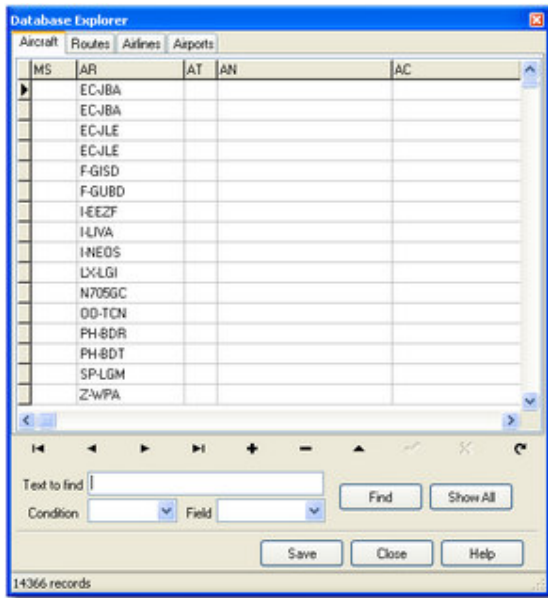 Database Explorer
Aircraft Routes Airlines Airports
MS AR AT AN AC
EC-JBA
EC-JBA
EC-JLE
EC-JLE
F-GISD
F-GUBD
I-EEZF
I-LIVA
I-NEOS
LX-LGI
N705GC
OO-TCN
PH-BDR
PH-BDT
SP-LGM
Z-WPA
Text to find Find Show All
Condition Field
Save Close Help
14366 records